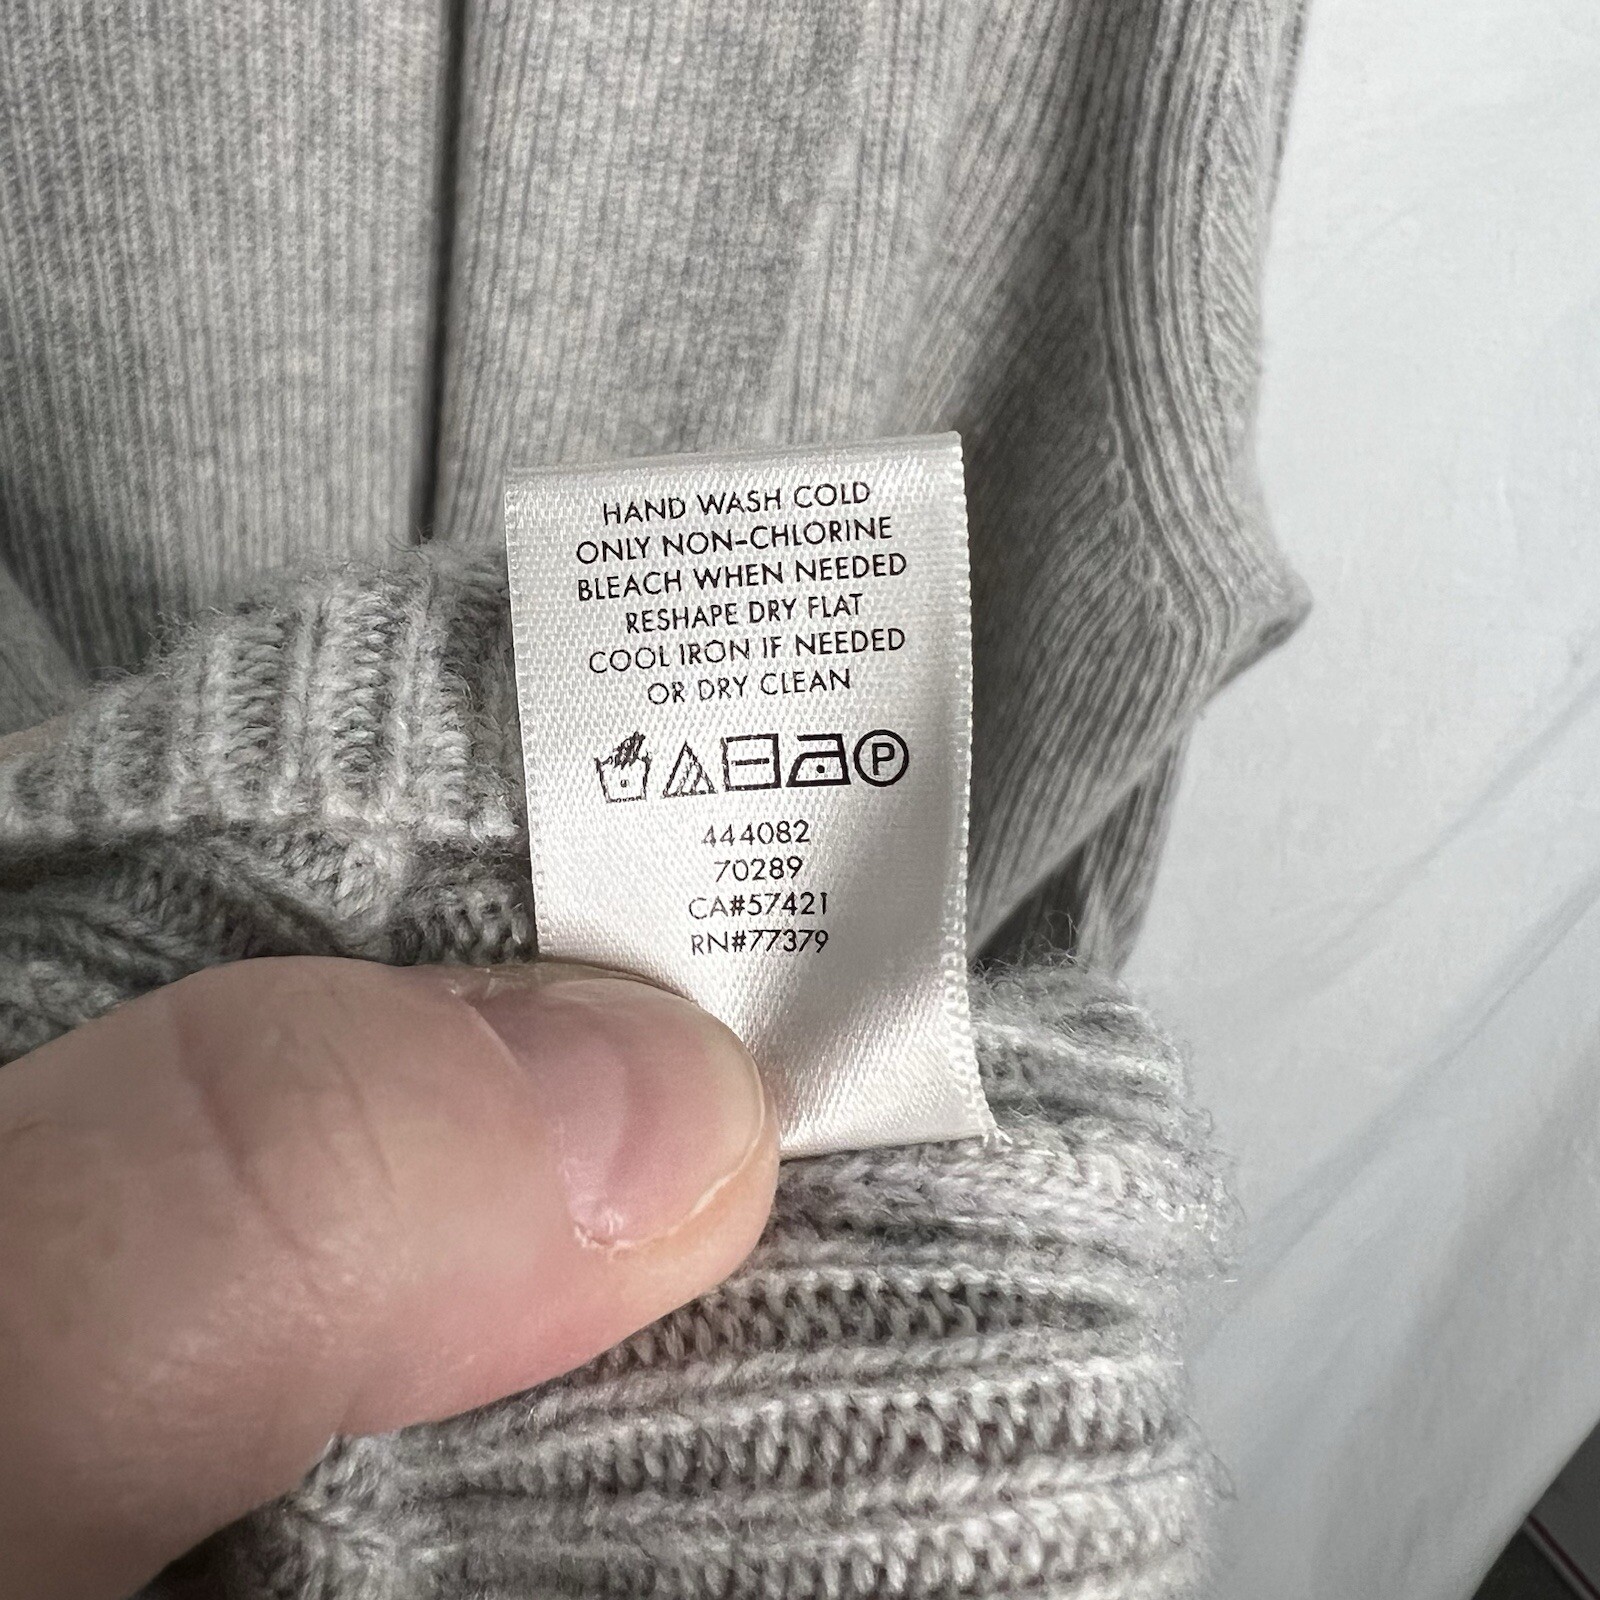 HAND WASH COLD
ONLY NON-CHLORINE
BLEACH WHEN NEEDED
RESHAPE DRY FLAT
COOL IRON IF NEEDED
OR DRY CLEAN
P
444082
70289
CA#57421
RN#77379